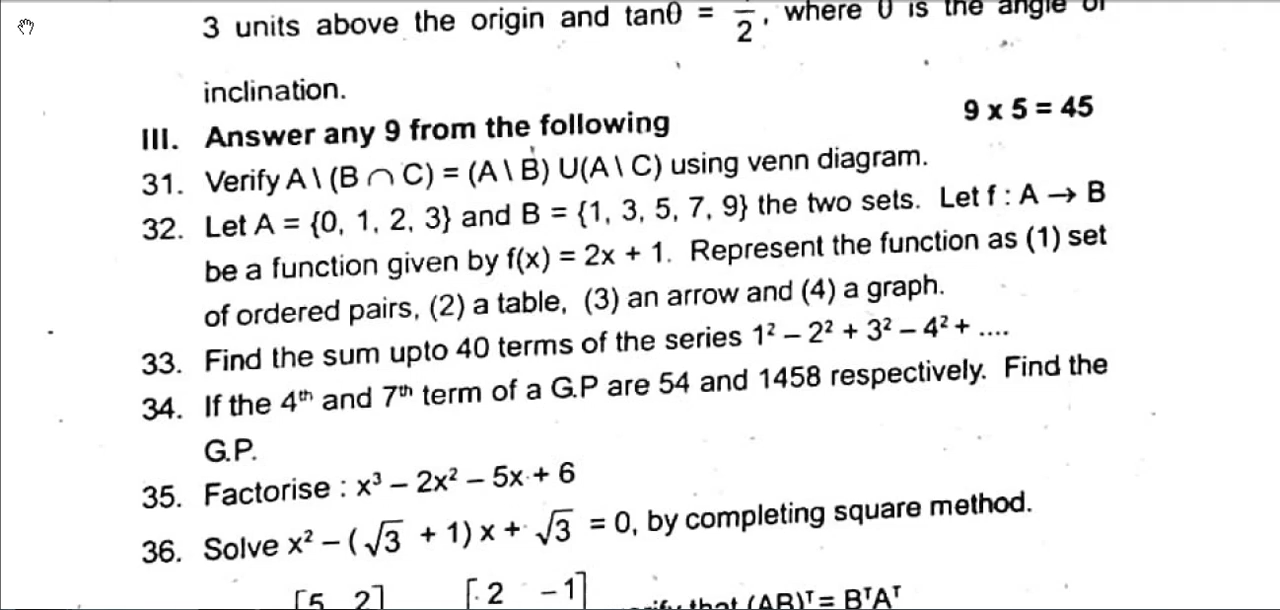 3 units above the origin and tanθ = —/2, where θ is the angle of
inclination.
III. Answer any 9 from the following 9 x 5 = 45
31. Verify A \ (B ∩ C) = (A \ B) U(A \ C) using venn diagram.
32. Let A = {0, 1, 2, 3} and B = {1, 3, 5, 7, 9} the two sets. Let f : A → B
be a function given by f(x) = 2x + 1. Represent the function as (1) set
of ordered pairs, (2) a table, (3) an arrow and (4) a graph.
33. Find the sum upto 40 terms of the series 1² – 2² + 3² – 4² + ....
34. If the 4th and 7th term of a G.P are 54 and 1458 respectively. Find the
G.P.
35. Factorise : x³ – 2x² – 5x + 6
36. Solve x² – (√3 + 1) x + √3 = 0, by completing square method.
[5 2] [2 –1] that (AB)ᵀ = BᵀAᵀ